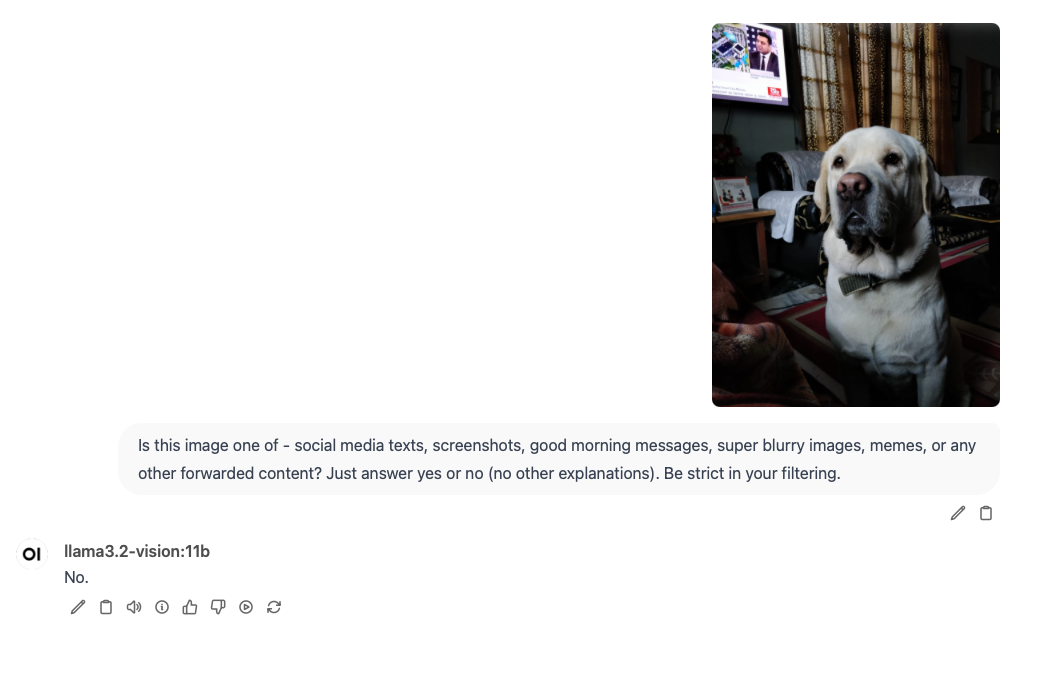 Is this image one of - social media texts, screenshots, good morning messages, super blurry images, memes, or any
other forwarded content? Just answer yes or no (no other explanations). Be strict in your filtering.
OI
llama3.2-vision:11b
No.